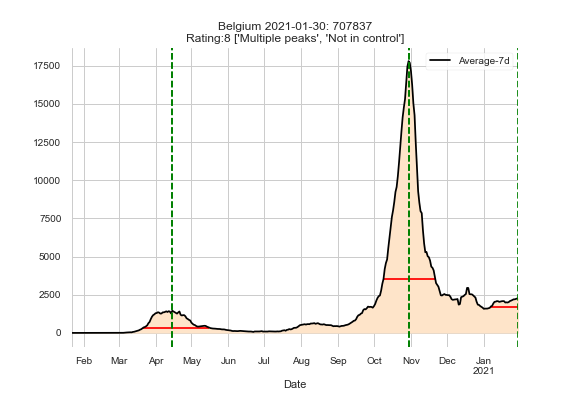 Belgium 2021-01-30: 707837
Rating:8 ['Multiple peaks', 'Not in control']
Average-7d
17500
15000
12500
10000
7500
5000
2500
0
Feb Mar Apr May Jun Jul Aug Sep Oct Nov Dec Jan
2021
Date